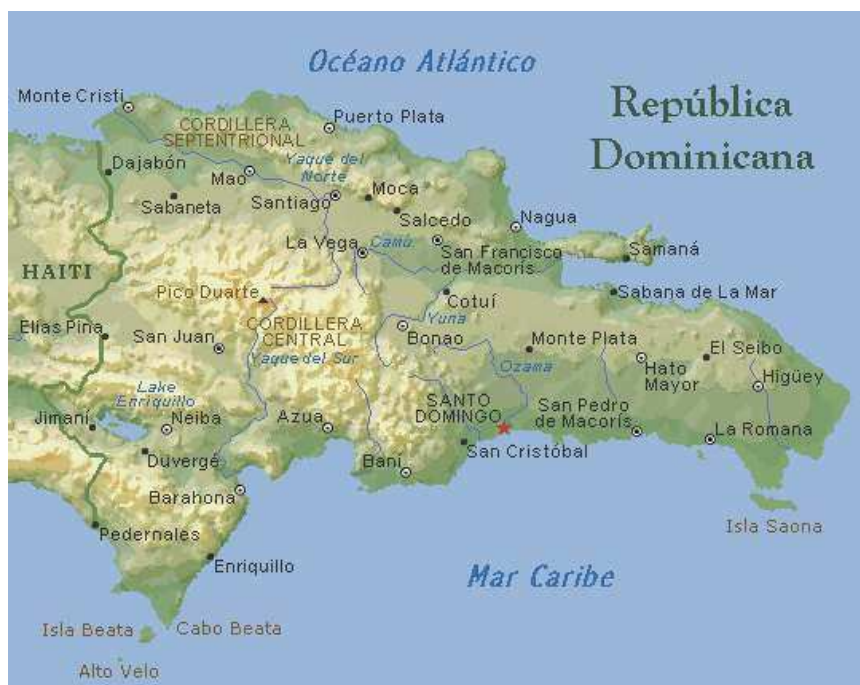 Océano Atlántico
República
Dominicana
Monte Cristi
Puerto Plata
CORDILLERA
SEPTENTRIONAL
Dajabón
Mao
Yaque del
Norte
Sabaneta
Santiago
Moca
Salcedo
Nagua
La Vega
Camú
San Francisco
de Macorís
Samaná
HAITI
Pico Duarte
Cotuí
Sabana de La Mar
Elias Piña
San Juan
CORDILLERA
CENTRAL
Yaque del Sur
Yuna
Bonao
Monte Plata
El Seibo
Ozama
Hato
Mayor
Higüey
Lake
Enriquillo
Jimaní
Neiba
Azua
SANTO
DOMINGO
San Pedro
de Macorís
La Romana
Duvergé
Baní
San Cristóbal
Barahona
Isla Saona
Pedernales
Enriquillo
Mar Caribe
Isla Beata
Cabo Beata
Alto Velo